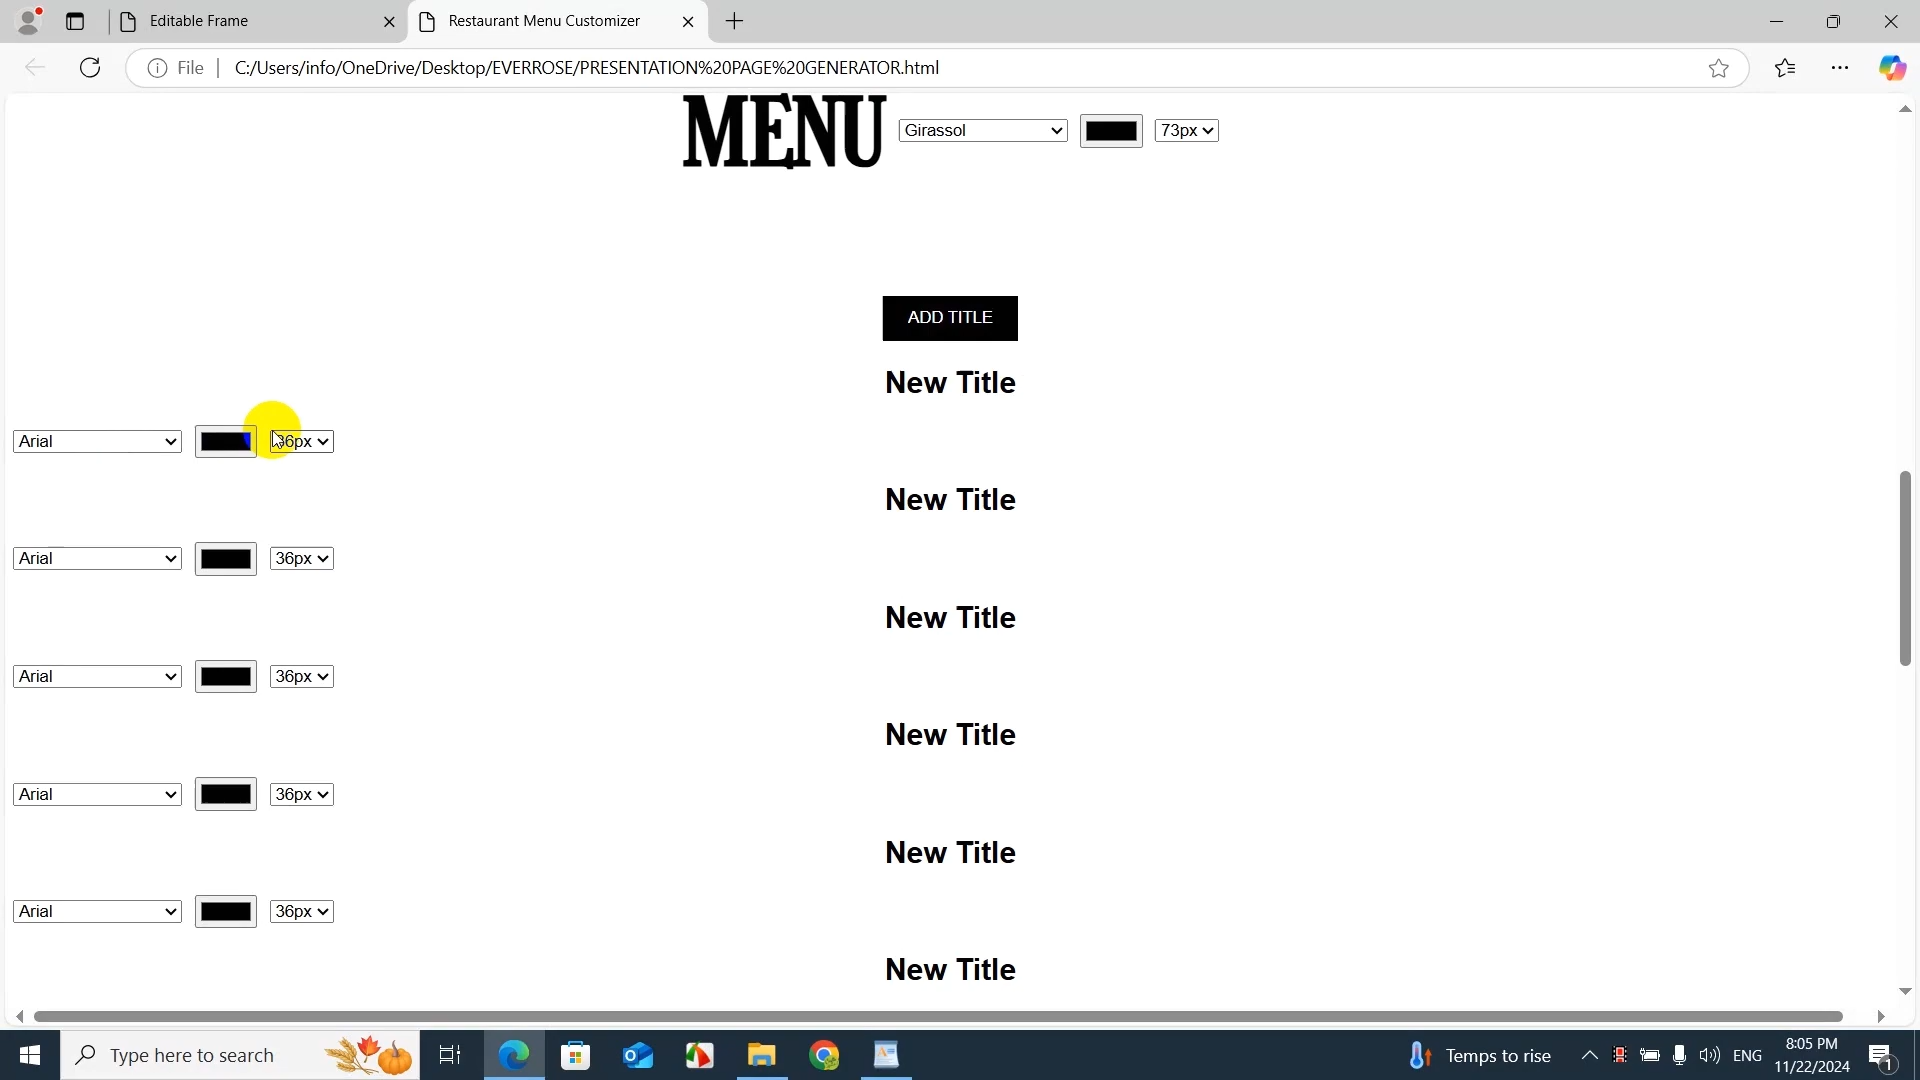 Editable Frame
Restaurant Menu Customizer
File
C:/Users/info/OneDrive/Desktop/EVERROSE/PRESENTATION%20PAGE%20GENERATOR.html
MENU
Girassol
73px
ADD TITLE
New Title
Arial
36px
New Title
Arial
36px
New Title
Arial
36px
New Title
Arial
36px
New Title
Arial
36px
New Title
Type here to search
Temps to rise
ENG
8:05 PM
11/22/2024
1